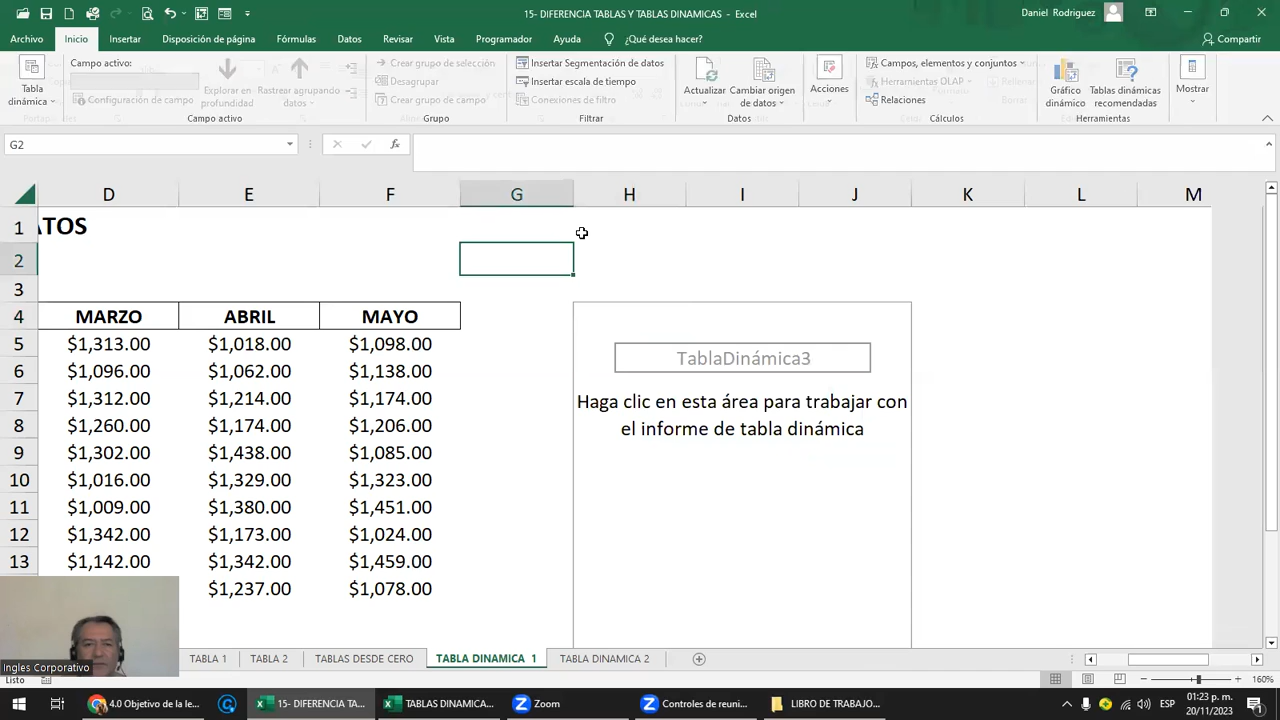 15- DIFERENCIA TABLAS Y TABLAS DINAMICAS - Excel
Daniel Rodriguez
Archivo Inicio Insertar Disposición de página Fórmulas Datos Revisar Vista Programador Ayuda ¿Qué desea hacer? Compartir
Tabla dinámica
Campo activo:
Configuración de campo
Explorar en profundidad
Rastrear agrupando datos
Campo activo
Crear grupo de selección
Desagrupar
Crear grupo de campo
Grupo
Insertar Segmentación de datos
Insertar escala de tiempo
Conexiones de filtro
Filtrar
Actualizar
Cambiar origen de datos
Datos
Acciones
Campos, elementos y conjuntos
Herramientas OLAP
Relaciones
Cálculos
Gráfico dinámico
Tablas dinámicas recomendadas
Herramientas
Mostrar
G2
fx
D E F G H I J K L M
1 ATOS
2
3
4 MARZO ABRIL MAYO
5 $1,313.00 $1,018.00 $1,098.00
6 $1,096.00 $1,062.00 $1,138.00
7 $1,312.00 $1,214.00 $1,174.00
8 $1,260.00 $1,174.00 $1,206.00
9 $1,302.00 $1,438.00 $1,085.00
10 $1,016.00 $1,329.00 $1,323.00
11 $1,009.00 $1,380.00 $1,451.00
12 $1,342.00 $1,173.00 $1,024.00
13 $1,142.00 $1,342.00 $1,459.00
$1,237.00 $1,078.00
TablaDinámica3
Haga clic en esta área para trabajar con
el informe de tabla dinámica
Ingles Corporativo
TABLA 1 TABLA 2 TABLAS DESDE CERO TABLA DINAMICA 1 TABLA DINAMICA 2
Listo
160%
4.0 Objetivo de la le... 15- DIFERENCIA TA... TABLAS DINAMICA... Zoom Controles de reuni... LIBRO DE TRABAJO...
ESP
01:23 p. m.
20/11/2023